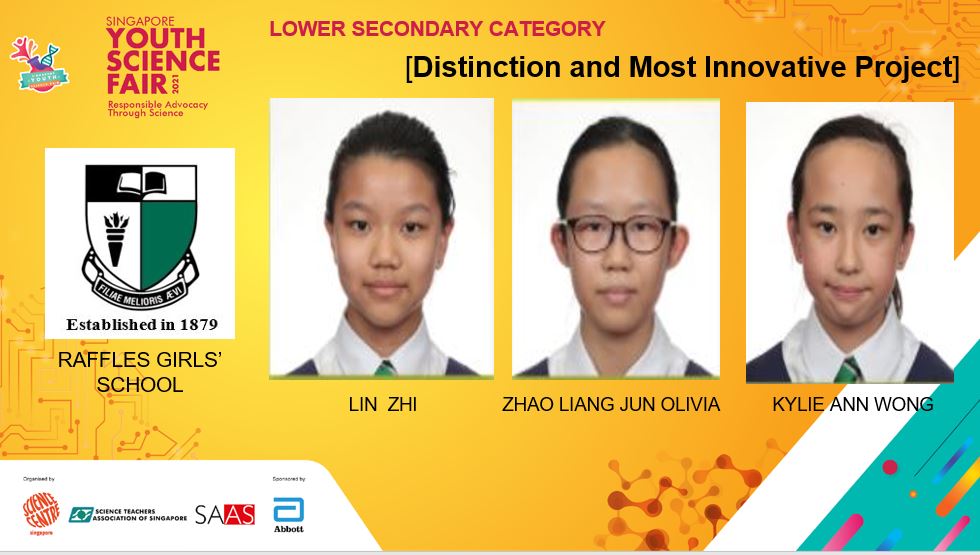 SINGAPORE
YOUTH
SCIENCE
FAIR 2021
Responsible Advocacy
Through Science
LOWER SECONDARY CATEGORY
[Distinction and Most Innovative Project]
FILIAE MELIORIS ÆVI
Established in 1879
RAFFLES GIRLS’
SCHOOL
LIN ZHI
ZHAO LIANG JUN OLIVIA
KYLIE ANN WONG
Organised by
SCIENCE
CENTRE
singapore
SCIENCE TEACHERS
ASSOCIATION OF SINGAPORE
SAAS
Sponsored by
Abbott